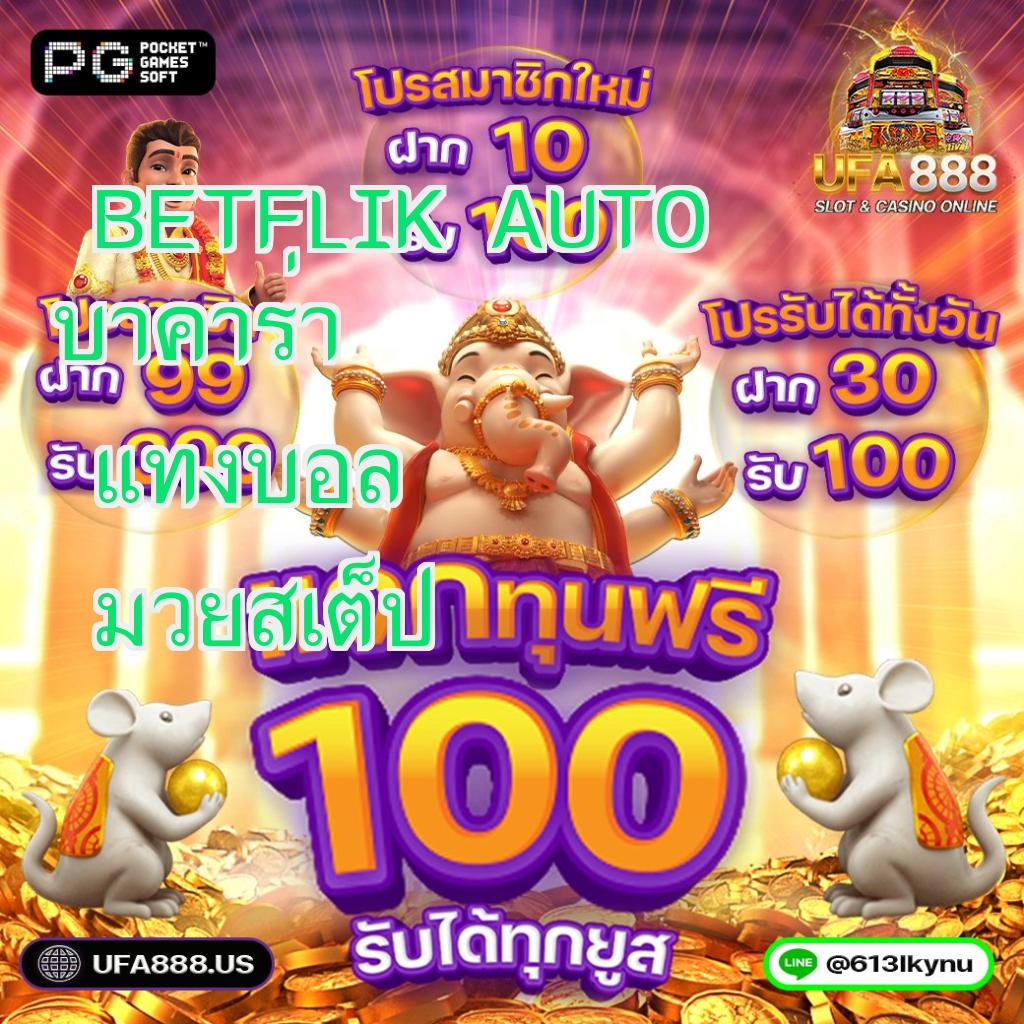 PG POCKET GAMES SOFT™
โปรสมาชิกใหม่
ฝาก 10
100
UFA888
SLOT & CASINO ONLINE
BETFLIK AUTO
บาคาร่า
ฝาก 99
รับ
แทงบอล
มวยสเต็ป
โปรรับได้ทั้งวัน
ฝาก 30
รับ 100
ทุนฟรี
100
รับได้ทุกยูส
UFA888.US
LINE @613lkynu